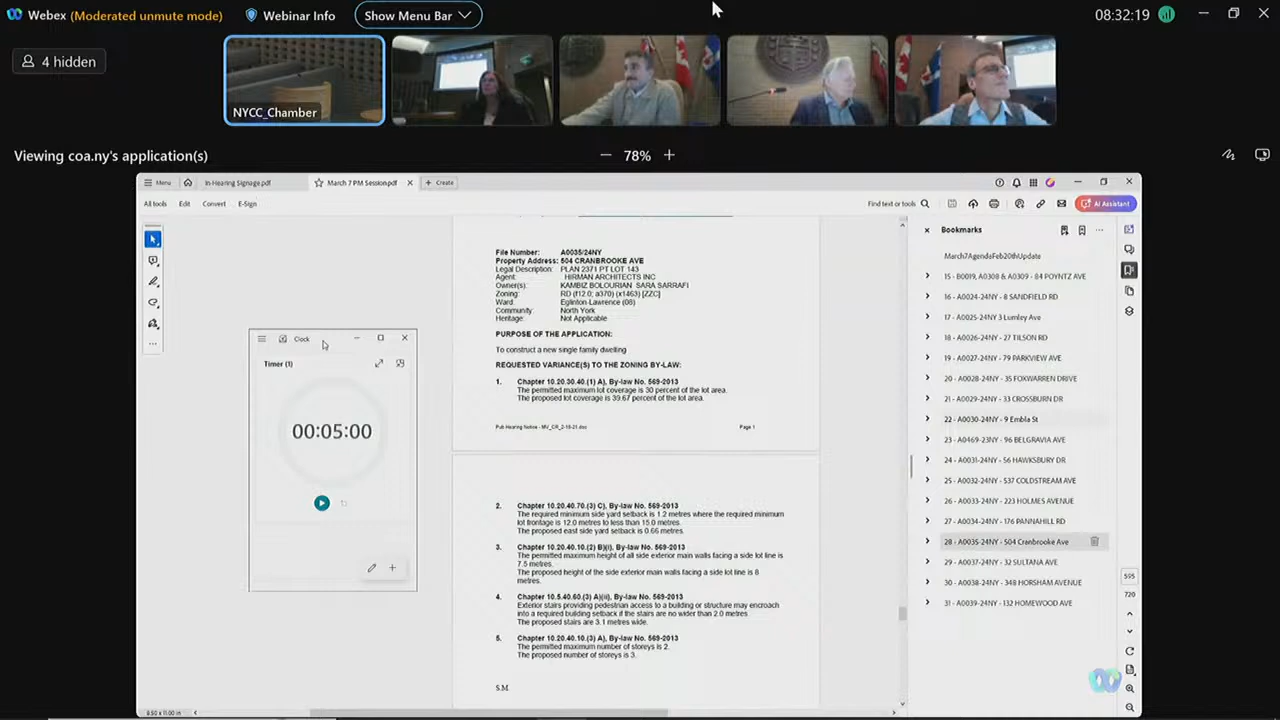 Webex (Moderated unmute mode)
Webinar Info
Show Menu Bar
08:32:19
4 hidden
NYCC_Chamber
Viewing coa.ny's application(s)
78%
Menu
In-Hearing Signage.pdf
March 7 PM Session.pdf
Create
All tools
Edit
Convert
E-Sign
Find text or tools
AI Assistant
Clock
Timer (1)
00:05:00
File Number: A0035/24NY
Property Address: 504 CRANBROOKE AVE
Legal Description: PLAN 2371 PT LOT 143
Agent: HIRMAN ARCHITECTS INC
Owner(s): KAMBIZ BOLOURIAN SARA SARRAFI
Zoning: RD (f12.0; a370) (x1463) [ZZC]
Ward: Eglinton-Lawrence (08)
Community: North York
Heritage: Not Applicable
PURPOSE OF THE APPLICATION:
To construct a new single family dwelling
REQUESTED VARIANCE(S) TO THE ZONING BY-LAW:
1. Chapter 10.20.30.40.(1) A), By-law No. 569-2013
The permitted maximum lot coverage is 30 percent of the lot area.
The proposed lot coverage is 39.67 percent of the lot area.
Pub Hearing Notice - MV_CR_2-18-21.doc
Page 1
2. Chapter 10.20.40.70.(3) C), By-law No. 569-2013
The required minimum side yard setback is 1.2 metres where the required minimum
lot frontage is 12.0 metres to less than 15.0 metres.
The proposed east side yard setback is 0.66 metres.
3. Chapter 10.20.40.10.(2) B)(i), By-law No. 569-2013
The permitted maximum height of all side exterior main walls facing a side lot line is
7.5 metres.
The proposed height of the side exterior main walls facing a side lot line is 8
metres.
4. Chapter 10.5.40.60.(3) A)(ii), By-law No. 569-2013
Exterior stairs providing pedestrian access to a building or structure may encroach
into a required building setback if the stairs are no wider than 2.0 metres
The proposed stairs are 3.1 metres wide.
5. Chapter 10.20.40.10.(3) A), By-law No. 569-2013
The permitted maximum number of storeys is 2.
The proposed number of storeys is 3.
S.M.
8.50 x 11.00 in
Bookmarks
March7AgendaFeb20thUpdate
15 - B0019, A0308 & A0309 - 84 POYNTZ AVE
16 - A0024-24NY - 8 SANDFIELD RD
17 - A0025-24NY 3 Lumley Ave
18 - A0026-24NY - 27 TILSON RD
19 - A0027-24NY - 79 PARKVIEW AVE
20 - A0028-24NY - 35 FOXWARREN DRIVE
21 - A0029-24NY - 33 CROSSBURN DR
22 - A0030-24NY - 9 Embla St
23 - A0469-23NY - 96 BELGRAVIA AVE
24 - A0031-24NY - 56 HAWKSBURY DR
25 - A0032-24NY - 537 COLDSTREAM AVE
26 - A0033-24NY - 223 HOLMES AVENUE
27 - A0034-24NY - 176 PANNAHILL RD
28 - A0035-24NY - 504 Cranbrooke Ave
29 - A0037-24NY - 32 SULTANA AVE
30 - A0038-24NY - 348 HORSHAM AVENUE
31 - A0039-24NY - 132 HOMEWOOD AVE
595
720